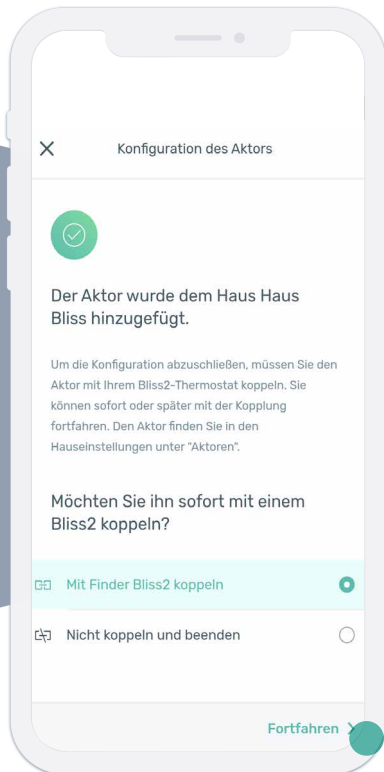 Konfiguration des Aktors
Der Aktor wurde dem Haus Haus
Bliss hinzugefügt.
Um die Konfiguration abzuschließen, müssen Sie den
Aktor mit Ihrem Bliss2-Thermostat koppeln. Sie
können sofort oder später mit der Kopplung
fortfahren. Den Aktor finden Sie in den
Hauseinstellungen unter "Aktoren".
Möchten Sie ihn sofort mit einem
Bliss2 koppeln?
Mit Finder Bliss2 koppeln
Nicht koppeln und beenden
Fortfahren